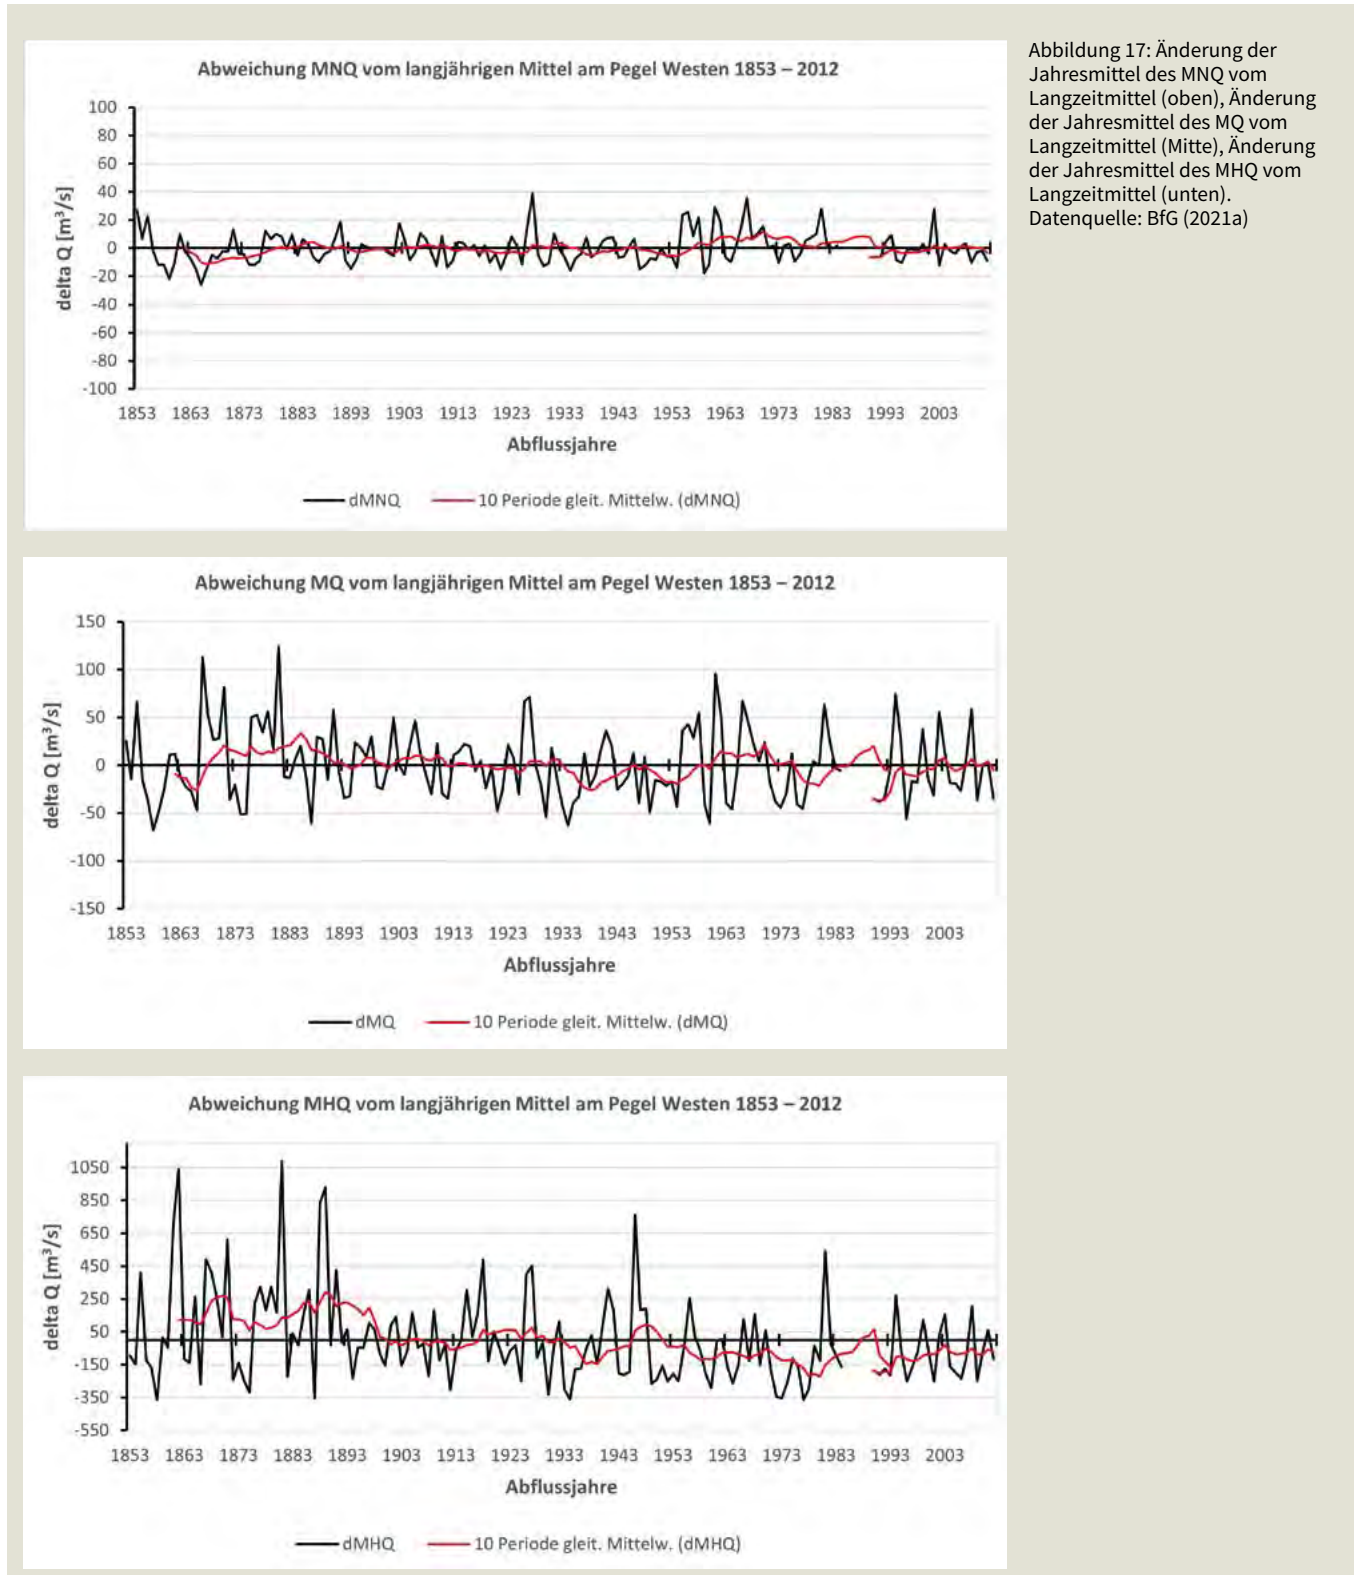 Abweichung MNQ vom langjährigen Mittel am Pegel Westen 1853 – 2012
100
80
60
40
20
0
-20
-40
-60
-80
-100
delta Q [m³/s]
1853 1863 1873 1883 1893 1903 1913 1923 1933 1943 1953 1963 1973 1983 1993 2003
Abflussjahre
dMNQ 10 Periode gleit. Mittelw. (dMNQ)
Abbildung 17: Änderung der
Jahresmittel des MNQ vom
Langzeitmittel (oben), Änderung
der Jahresmittel des MQ vom
Langzeitmittel (Mitte), Änderung
der Jahresmittel des MHQ vom
Langzeitmittel (unten).
Datenquelle: BfG (2021a)
Abweichung MQ vom langjährigen Mittel am Pegel Westen 1853 – 2012
150
100
50
0
-50
-100
-150
delta Q [m³/s]
1853 1863 1873 1883 1893 1903 1913 1923 1933 1943 1953 1963 1973 1983 1993 2003
Abflussjahre
dMQ 10 Periode gleit. Mittelw. (dMQ)
Abweichung MHQ vom langjährigen Mittel am Pegel Westen 1853 – 2012
1050
850
650
450
250
50
-150
-350
-550
delta Q [m³/s]
1853 1863 1873 1883 1893 1903 1913 1923 1933 1943 1953 1963 1973 1983 1993 2003
Abflussjahre
dMHQ 10 Periode gleit. Mittelw. (dMHQ)